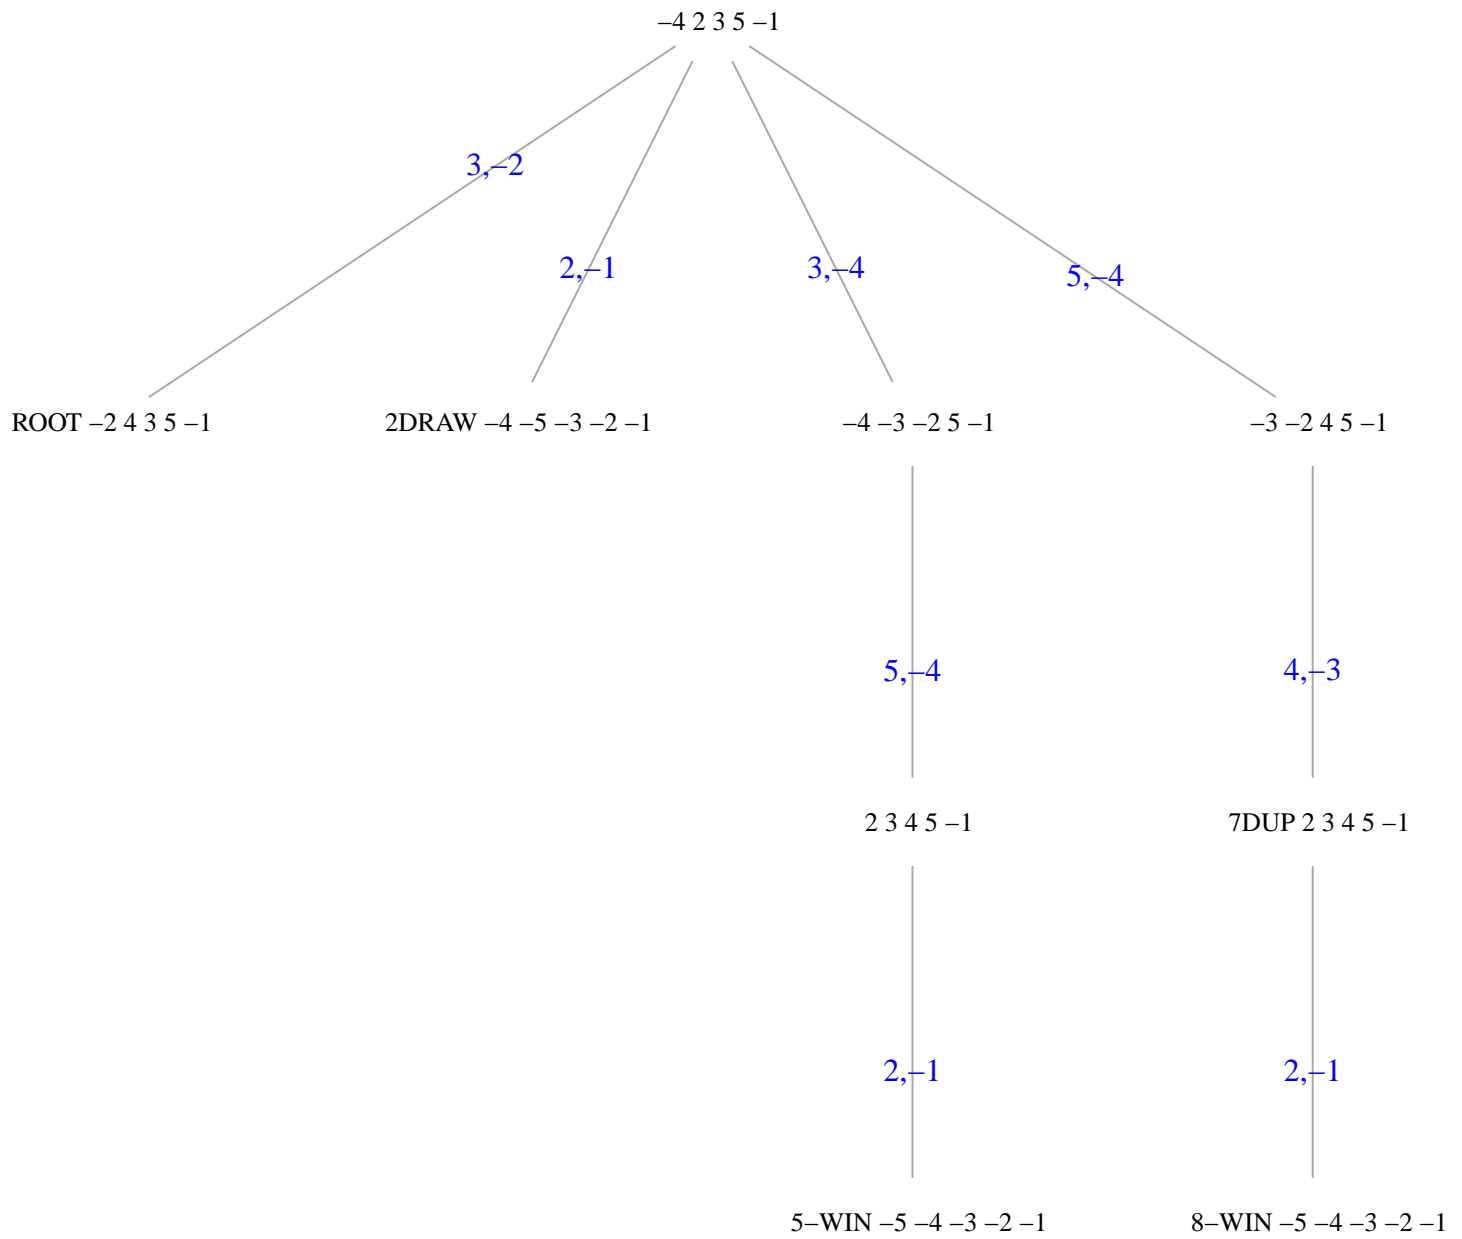 –4 2 3 5 –1
3,–2
2,–1
3,–4
5,–4
ROOT –2 4 3 5 –1
2DRAW –4 –5 –3 –2 –1
–4 –3 –2 5 –1
–3 –2 4 5 –1
5,–4
4,–3
2 3 4 5 –1
7DUP 2 3 4 5 –1
2,–1
2,–1
5–WIN –5 –4 –3 –2 –1
8–WIN –5 –4 –3 –2 –1